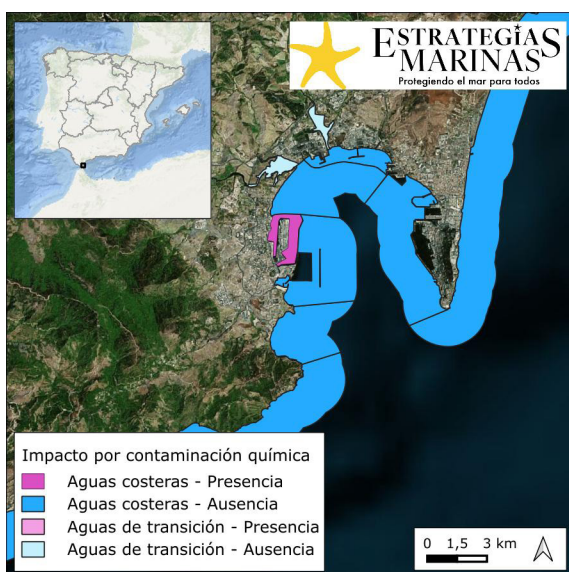 ESTRATEGIAS
MARINAS
Protegiendo el mar para todos
Impacto por contaminación química
Aguas costeras - Presencia
Aguas costeras - Ausencia
Aguas de transición - Presencia
Aguas de transición - Ausencia
0 1,5 3 km